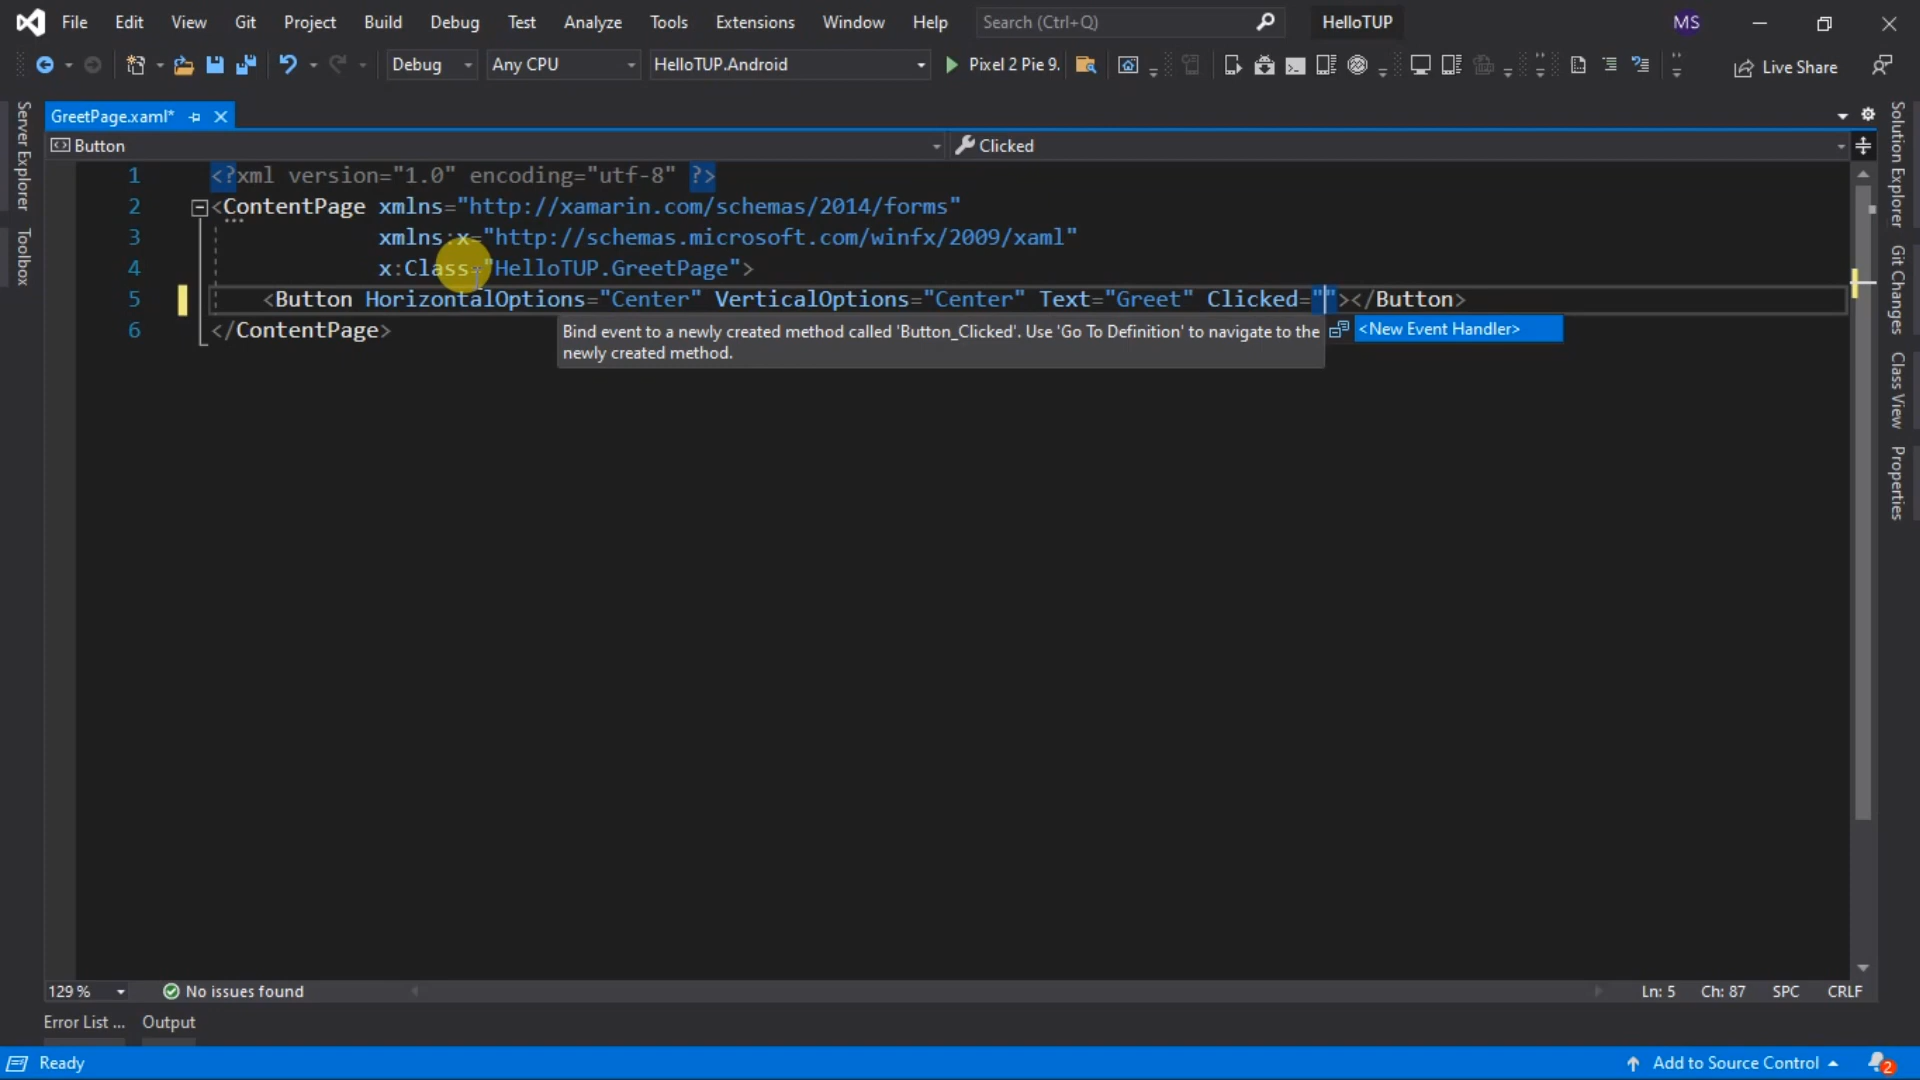 File Edit View Git Project Build Debug Test Analyze Tools Extensions Window Help Search (Ctrl+Q) HelloTUP MS
Debug Any CPU HelloTUP.Android Pixel 2 Pie 9. Live Share
GreetPage.xaml*
Button Clicked
1 <?xml version="1.0" encoding="utf-8" ?>
2 <ContentPage xmlns="http://xamarin.com/schemas/2014/forms"
3 xmlns:x="http://schemas.microsoft.com/winfx/2009/xaml"
4 x:Class="HelloTUP.GreetPage">
5 <Button HorizontalOptions="Center" VerticalOptions="Center" Text="Greet" Clicked=""></Button>
6 </ContentPage>
Bind event to a newly created method called 'Button_Clicked'. Use 'Go To Definition' to navigate to the
newly created method.
<New Event Handler>
Server Explorer
Toolbox
Solution Explorer
Git Changes
Class View
Properties
129 % No issues found Ln: 5 Ch: 87 SPC CRLF
Error List ... Output
Ready Add to Source Control 2